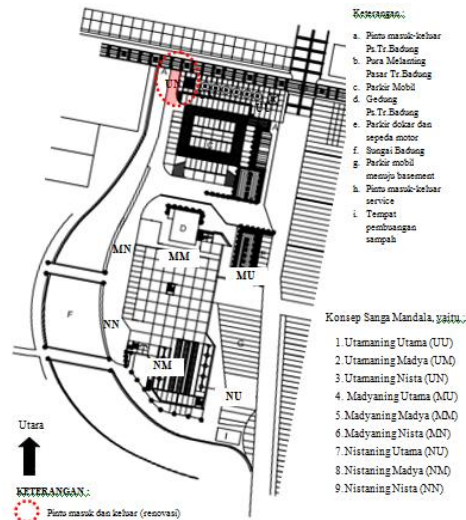 Keterangan :
a. Pintu masuk-keluar
Ps.Tr.Badung
b. Pura Melanting
Pasar Tr.Badung
c. Parkir Mobil
d. Gedung
Ps.Tr.Badung
e. Parkir dokar dan
sepeda motor
f. Sungai Badung
g. Parkir mobil
menuju basement
h. Pintu masuk-keluar
service
i. Tempat
pembuangan
sampah
A
UN
D
MN
MM
MU
F
NN
NM
G
NU
I
Konsep Sanga Mandala, yaitu :
1. Utamaning Utama (UU)
2. Utamaning Madya (UM)
3. Utamaning Nista (UN)
4. Madyaning Utama (MU)
5. Madyaning Madya (MM)
6. Madyaning Nista (MN)
7. Nistaning Utama (NU)
8. Nistaning Madya (NM)
9. Nistaning Nista (NN)
Utara
KETERANGAN :
Pintu masuk dan keluar (renovasi)